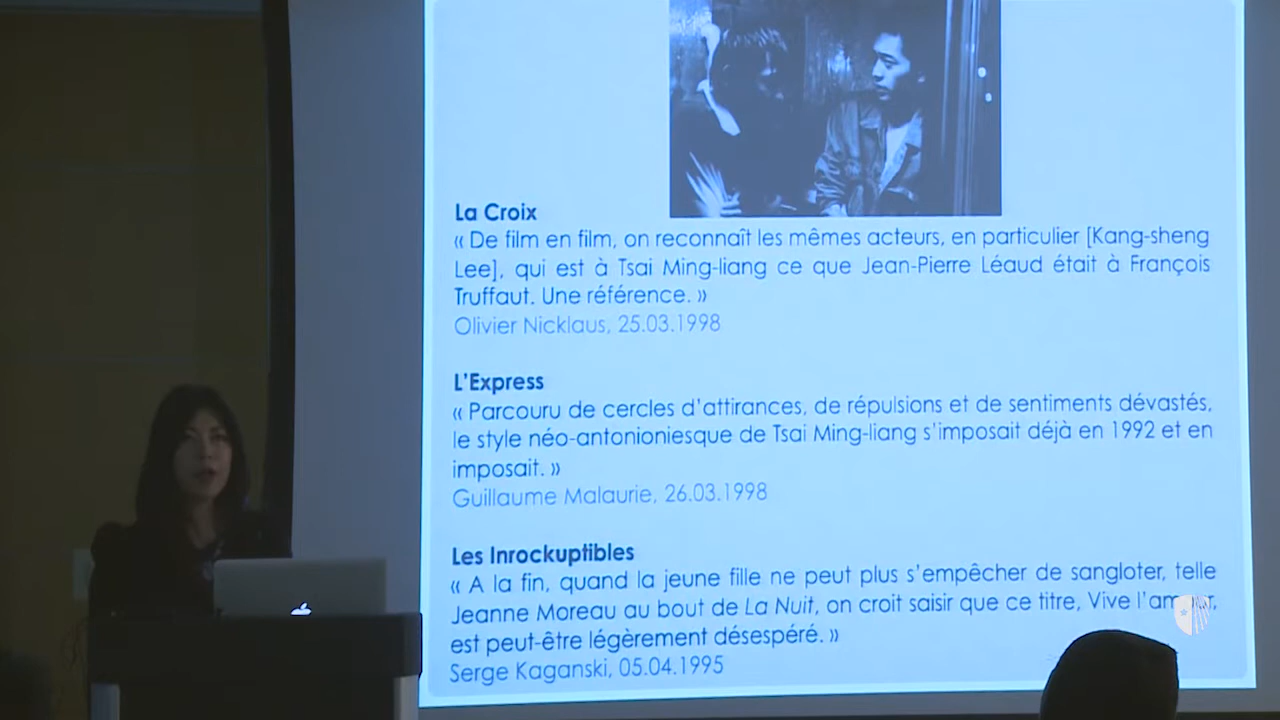 La Croix
« De film en film, on reconnaît les mêmes acteurs, en particulier [Kang-sheng
Lee], qui est à Tsai Ming-liang ce que Jean-Pierre Léaud était à François
Truffaut. Une référence. »
Olivier Nicklaus, 25.03.1998
L'Express
« Parcouru de cercles d'attirances, de répulsions et de sentiments dévastés,
le style néo-antonioniesque de Tsai Ming-liang s'imposait déjà en 1992 et en
imposait. »
Guillaume Malaurie, 26.03.1998
Les Inrockuptibles
« A la fin, quand la jeune fille ne peut plus s'empêcher de sangloter, telle
Jeanne Moreau au bout de La Nuit, on croit saisir que ce titre, Vive l'amour,
est peut-être légèrement désespéré. »
Serge Kaganski, 05.04.1995